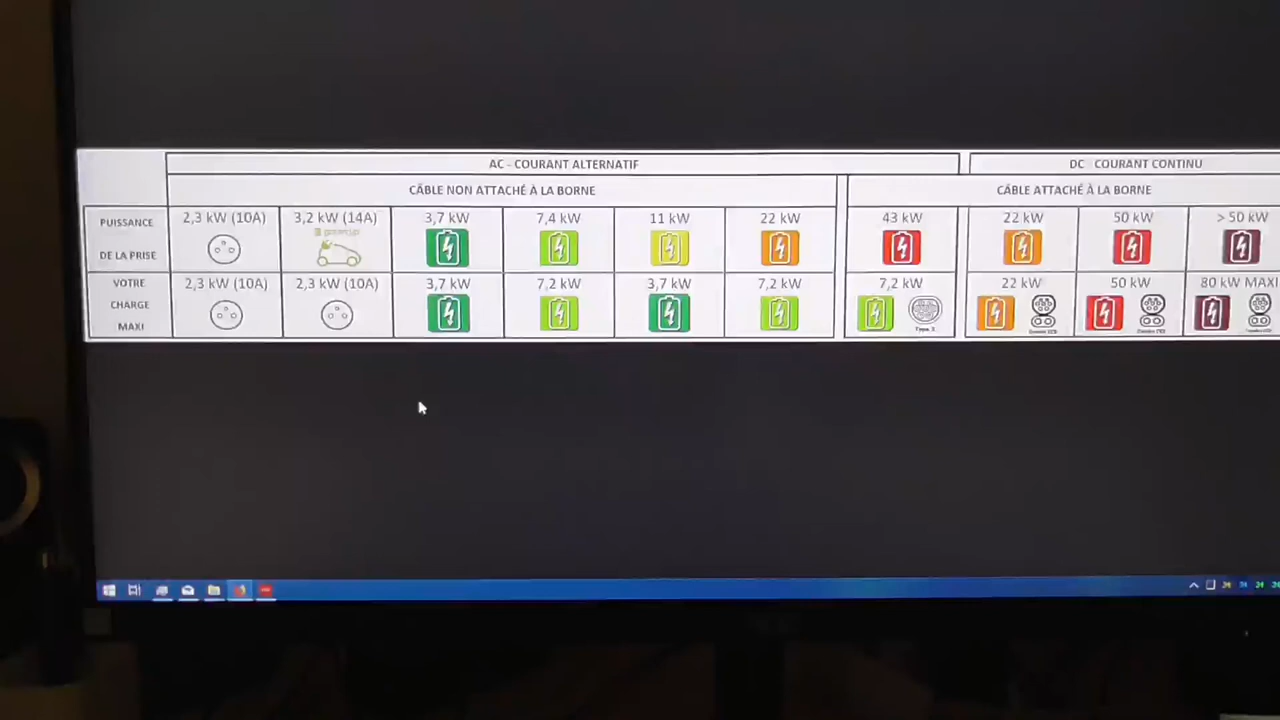 AC - COURANT ALTERNATIF
DC COURANT CONTINU
CÂBLE NON ATTACHÉ À LA BORNE
CÂBLE ATTACHÉ À LA BORNE
PUISSANCE DE LA PRISE
2,3 kW (10A)
3,2 kW (14A)
3,7 kW
7,4 kW
11 kW
22 kW
43 kW
22 kW
50 kW
> 50 kW
VOTRE CHARGE MAXI
2,3 kW (10A)
2,3 kW (10A)
3,7 kW
7,2 kW
3,7 kW
7,2 kW
7,2 kW
22 kW
50 kW
80 kW MAXI